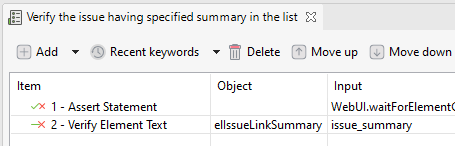 Verify the issue having specified summary in the list
Add Recent keywords Delete Move up Move down
Item Object Input
1 - Assert Statement WebUI.waitForElement
2 - Verify Element Text elIssueLinkSummary issue_summary